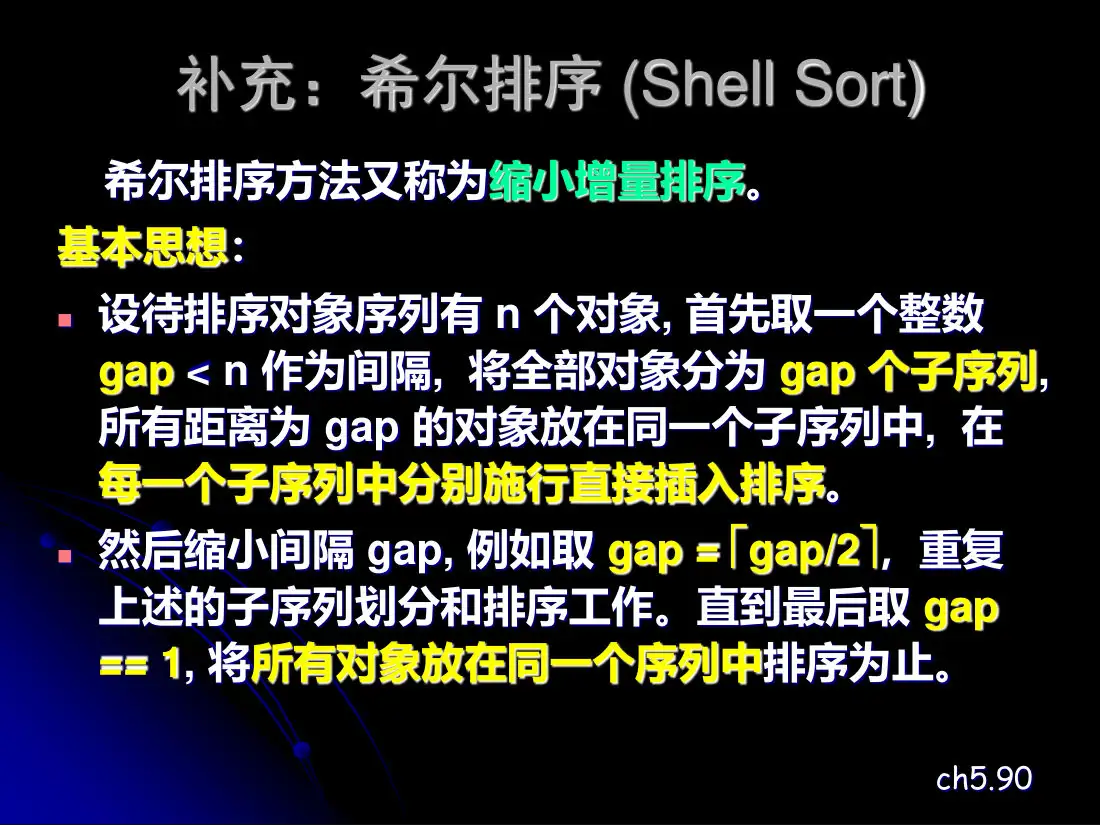 补充：希尔排序 (Shell Sort)
希尔排序方法又称为缩小增量排序。
基本思想：
设待排序对象序列有 n 个对象, 首先取一个整数
gap < n 作为间隔, 将全部对象分为 gap 个子序列,
所有距离为 gap 的对象放在同一个子序列中, 在
每一个子序列中分别施行直接插入排序。
然后缩小间隔 gap, 例如取 gap =⌈gap/2⌉, 重复
上述的子序列划分和排序工作。直到最后取 gap
== 1, 将所有对象放在同一个序列中排序为止。
ch5.90